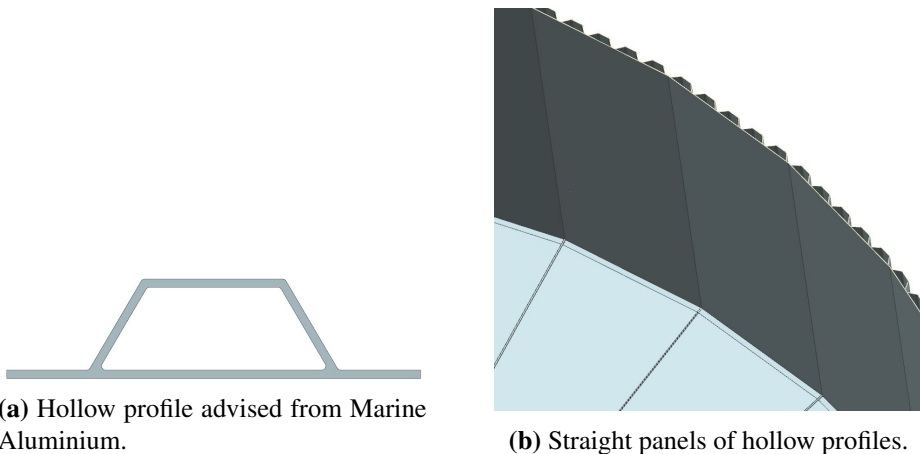 (a) Hollow profile advised from Marine
Aluminium.
(b) Straight panels of hollow profiles.